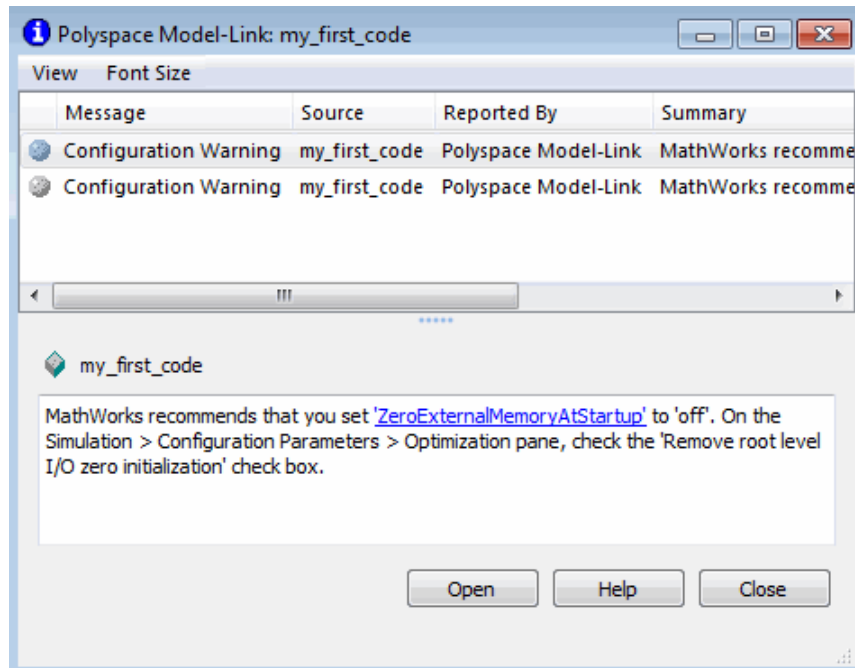 Polyspace Model-Link: my_first_code
View Font Size
Message Source Reported By Summary
Configuration Warning my_first_code Polyspace Model-Link MathWorks recomme
Configuration Warning my_first_code Polyspace Model-Link MathWorks recomme
my_first_code
MathWorks recommends that you set 'ZeroExternalMemoryAtStartup' to 'off'. On the
Simulation > Configuration Parameters > Optimization pane, check the 'Remove root level
I/O zero initialization' check box.
Open Help Close